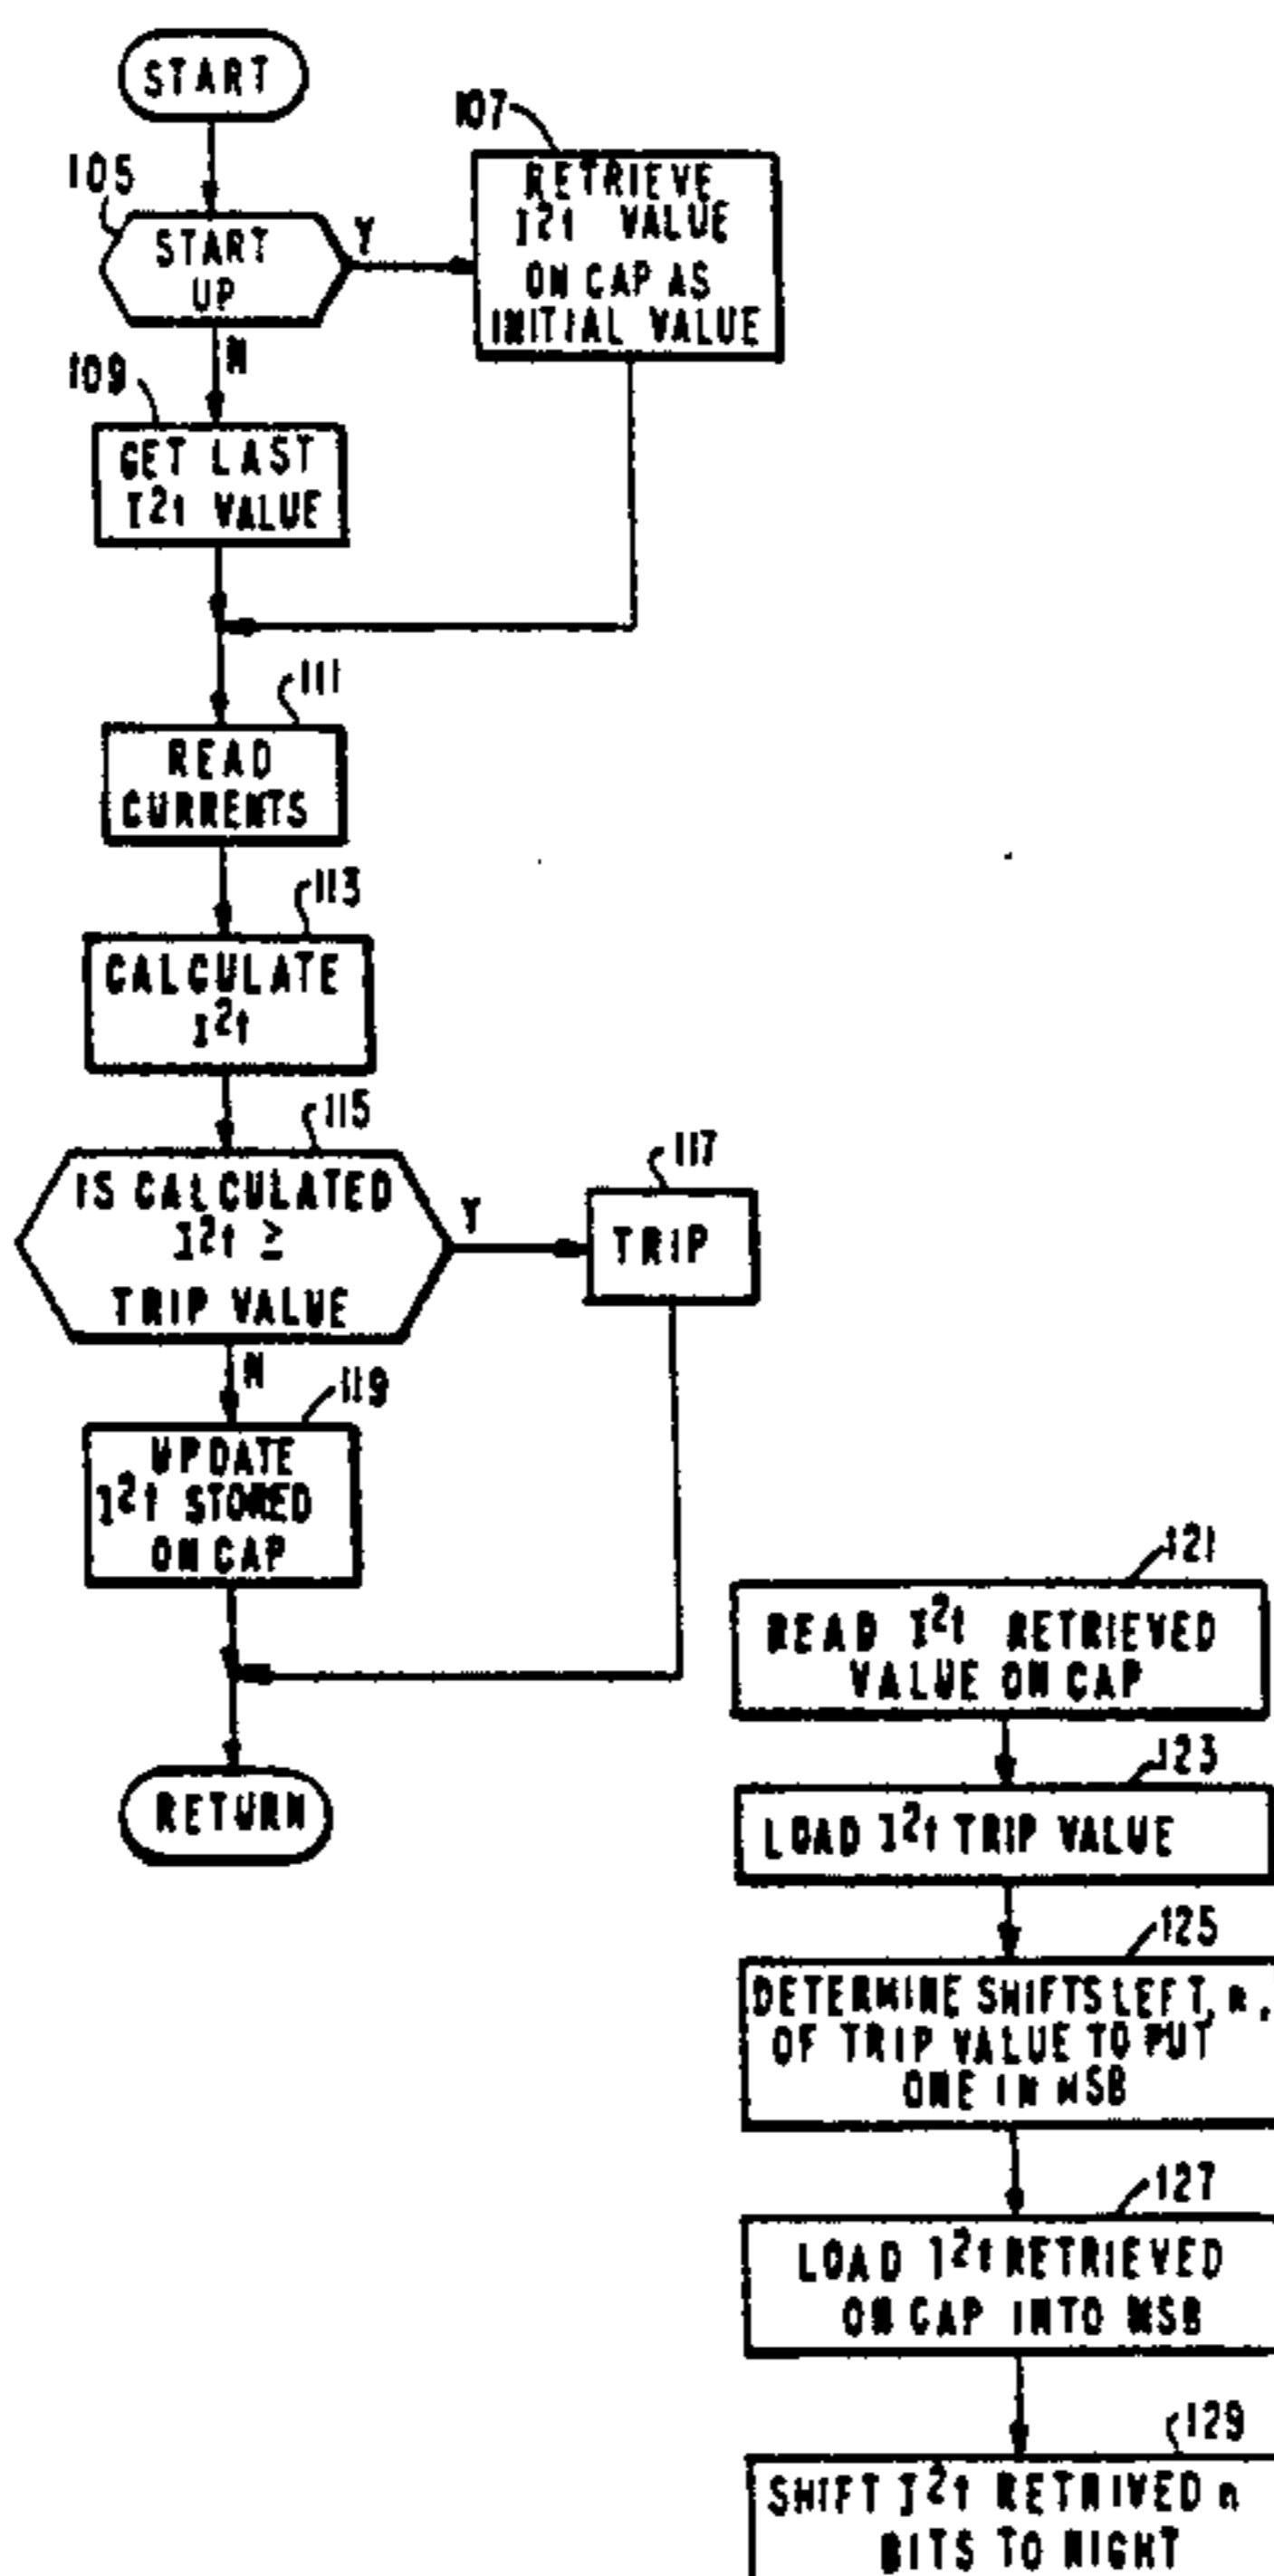 START
105
START
UP
Y
N
107
RETRIEVE
I²t VALUE
ON CAP AS
INITIAL VALUE
109
GET LAST
I²t VALUE
111
READ
CURRENTS
113
CALCULATE
I²t
115
IS CALCULATED
I²t ≥
TRIP VALUE
Y
N
117
TRIP
119
UPDATE
I²t STORED
ON CAP
RETURN
121
READ I²t RETRIEVED
VALUE ON CAP
123
LOAD I²t TRIP VALUE
125
DETERMINE SHIFTS LEFT, n,
OF TRIP VALUE TO PUT
ONE IN MSB
127
LOAD I²t RETRIEVED
ON CAP INTO MSB
129
SHIFT I²t RETRIVED n
BITS TO RIGHT